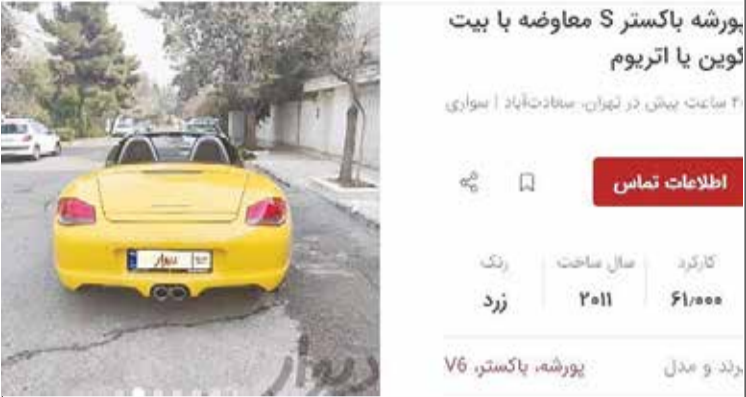 پورشه باکستر S معاوضه با بیت
کوین یا اتریوم
ساعت پیش در تهران، سعادت‌آباد | سواری
اطلاعات تماس
کارکرد
سال ساخت
رنگ
۶۱٫۰۰۰
۲۰۱۱
زرد
برند و مدل
پورشه، باکستر، V6
دیوار
دیوار